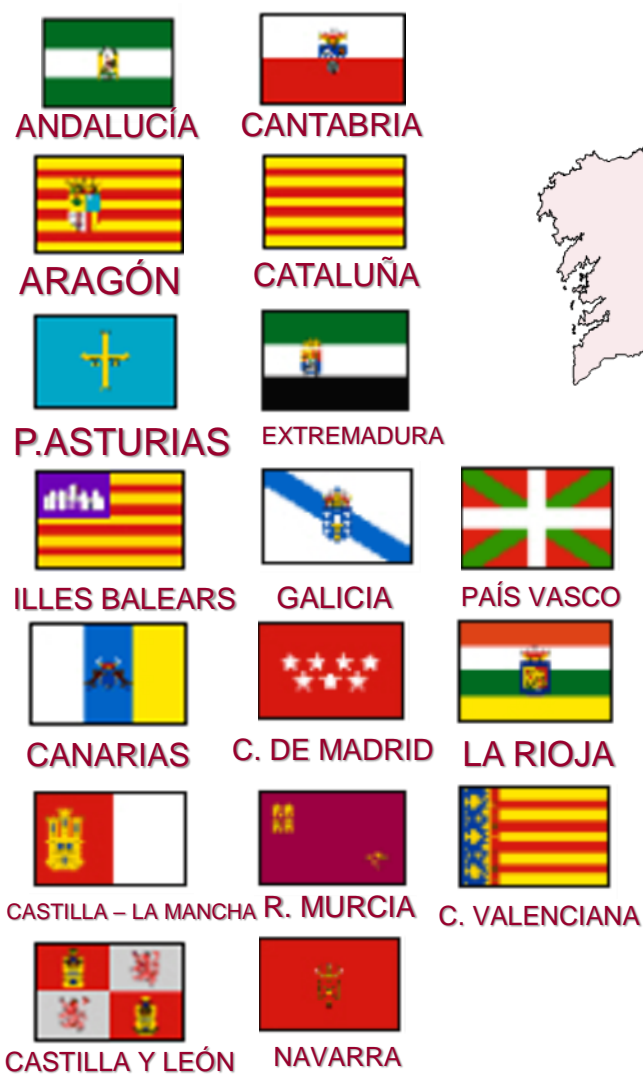 ANDALUCÍA
CANTABRIA
ARAGÓN
CATALUÑA
P.ASTURIAS
EXTREMADURA
ILLES BALEARS
GALICIA
PAÍS VASCO
CANARIAS
C. DE MADRID
LA RIOJA
CASTILLA – LA MANCHA
R. MURCIA
C. VALENCIANA
CASTILLA Y LEÓN
NAVARRA